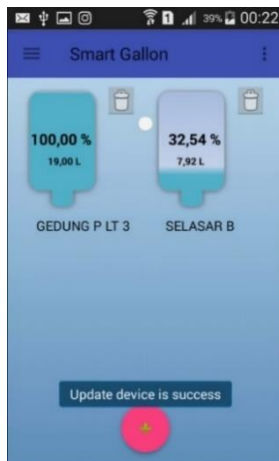 39% 00:22
Smart Gallon
100,00 %
19,00 L
32,54 %
7,92 L
GEDUNG P LT 3
SELASAR B
Update device is success